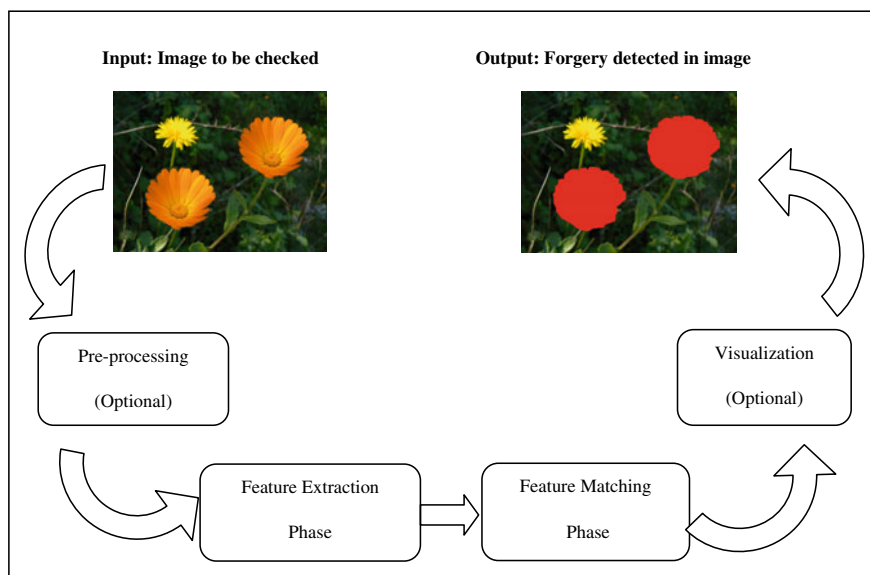 Input: Image to be checked
Output: Forgery detected in image
Pre-processing
(Optional)
Visualization
(Optional)
Feature Extraction
Phase
Feature Matching
Phase